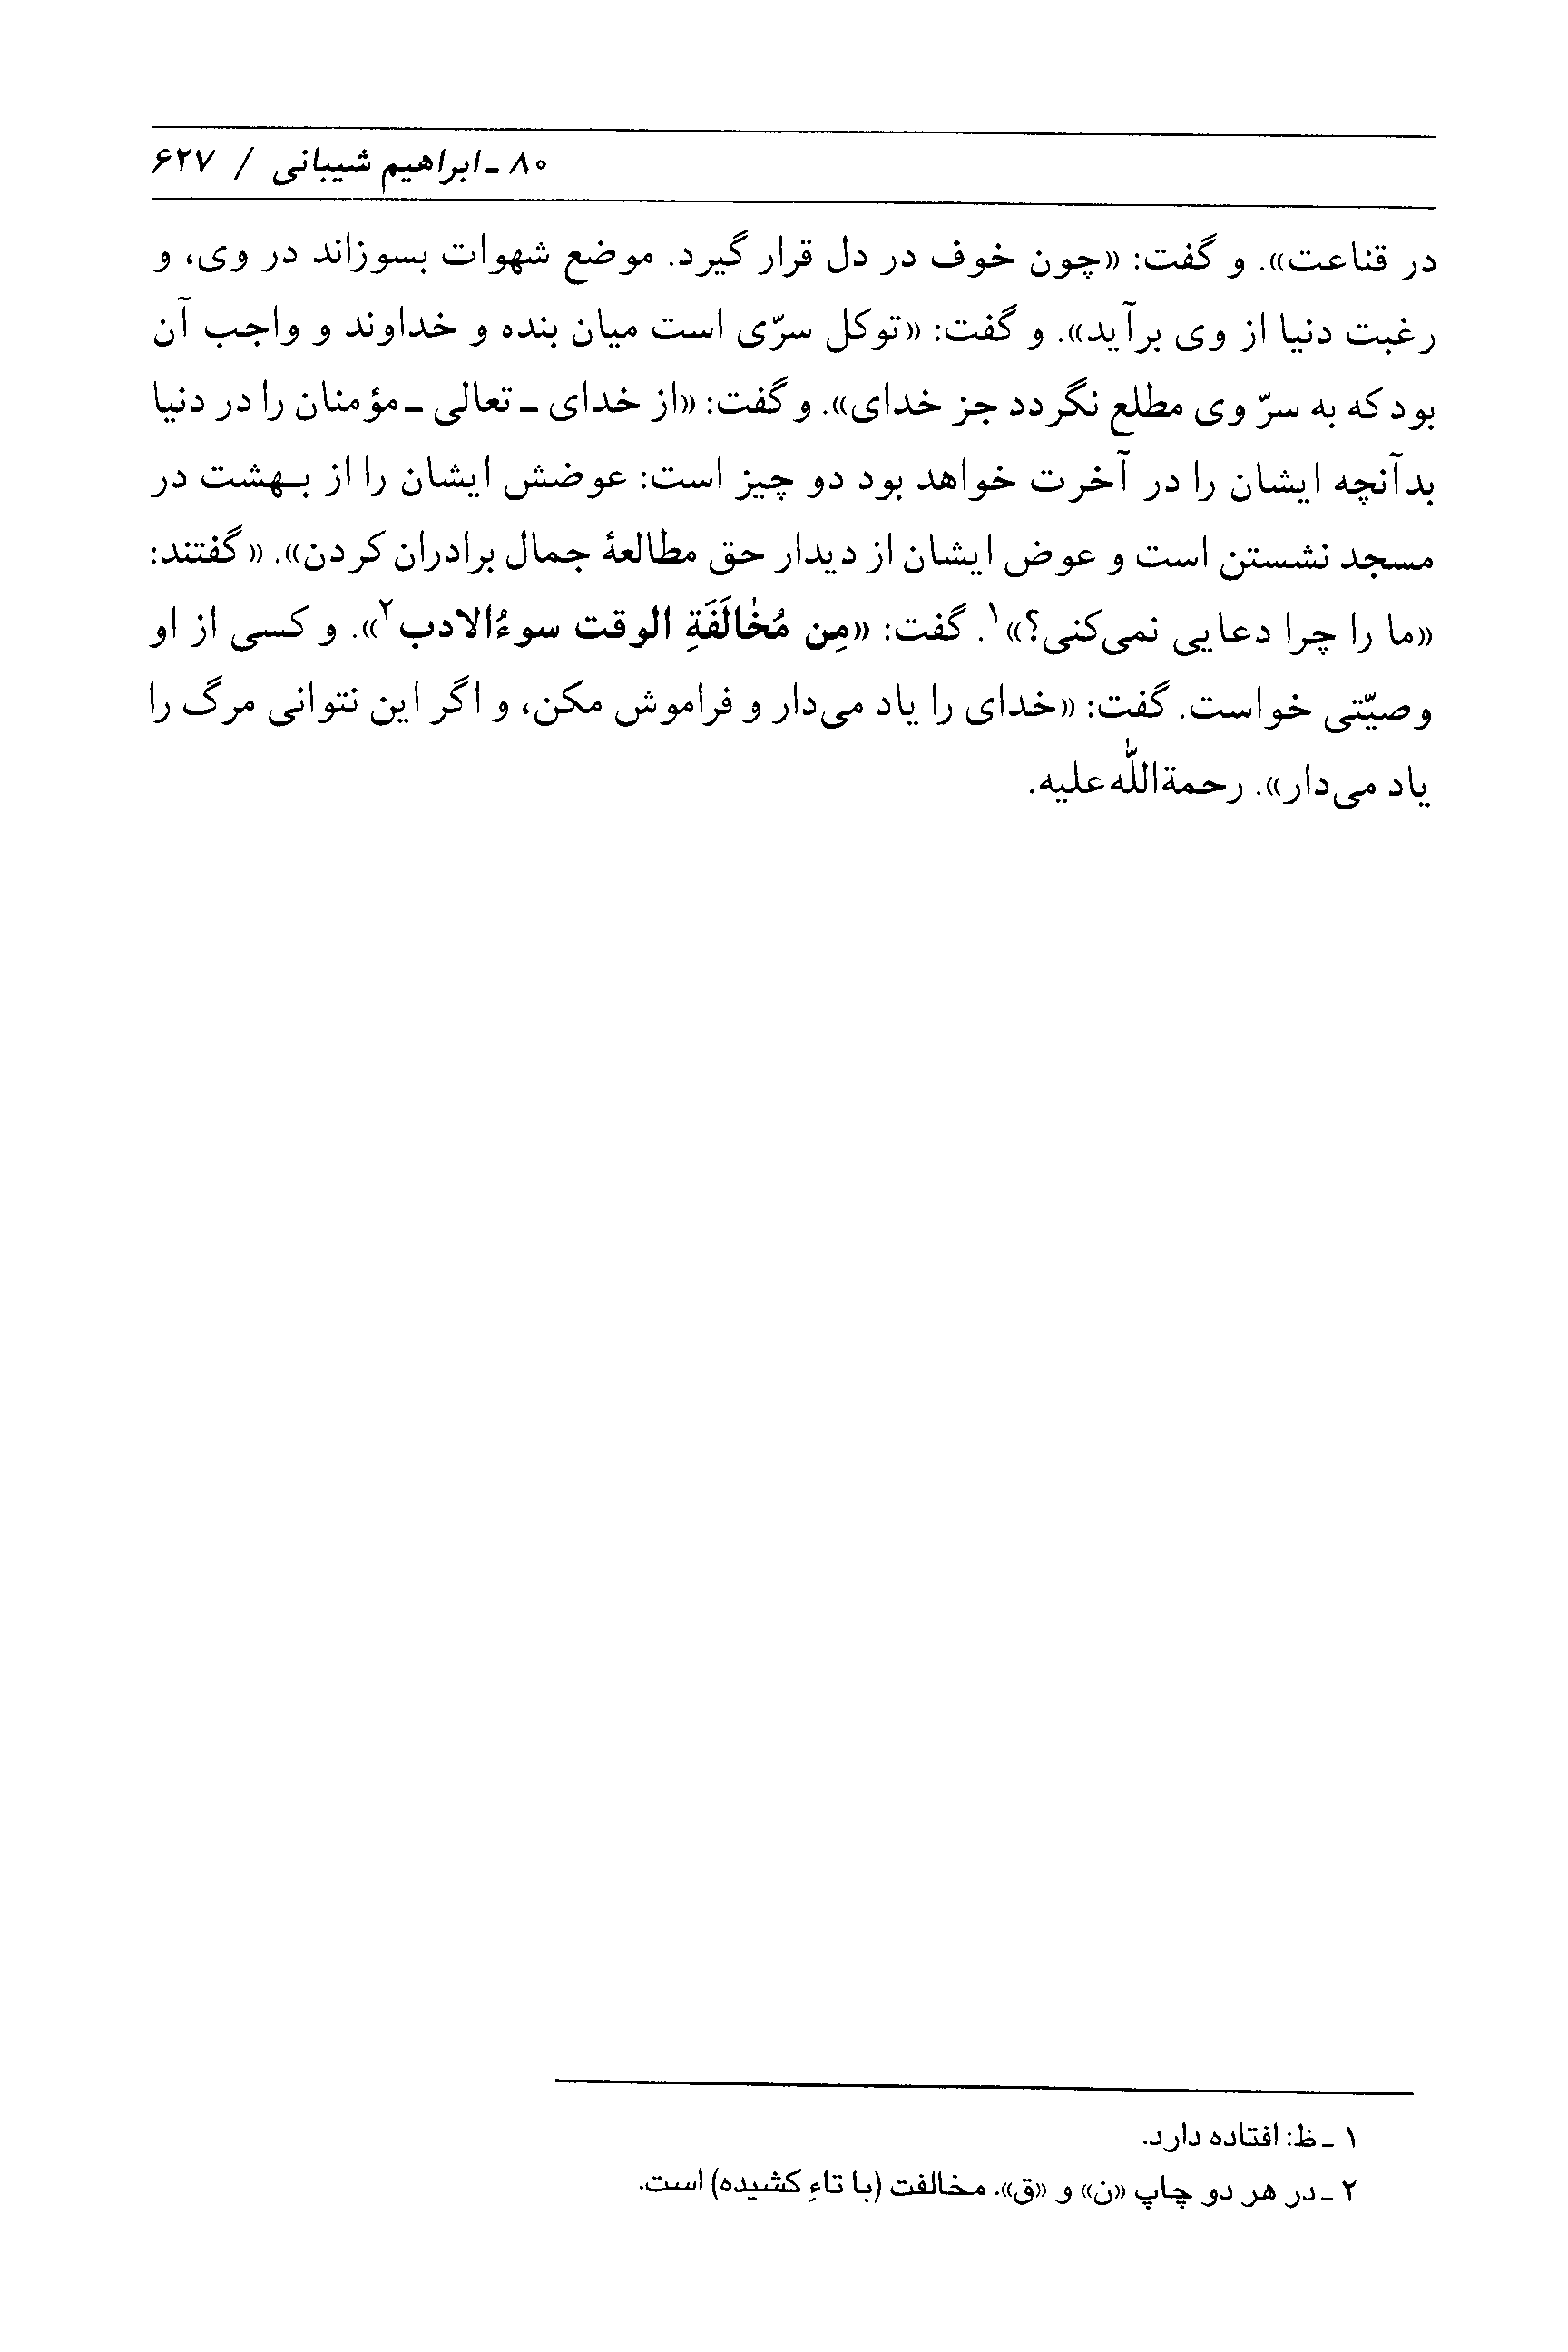 ۸۰ ـ ابراهیم شیبانی / ۶۲۷
در قناعت». و گفت: «چون خوف در دل قرار گیرد. موضع شهوات بسوزاند در وی، و
رغبت دنیا از وی برآید». و گفت: «توکل سرّی است میان بنده و خداوند و واجب آن
بود که به سرّ وی مطلع نگردد جز خدای». و گفت: «از خدای ـ تعالی ـ مؤمنان را در دنیا
بدآنچه ایشان را در آخرت خواهد بود دو چیز است: عوضش ایشان را از بهشت در
مسجد نشستن است و عوض ایشان از دیدار حق مطالعهٔ جمال برادران کردن». «گفتند:
«ما را چرا دعایی نمی‌کنی؟»۱. گفت: «مِن مُخٰالَفَةِ الوقت سوءُالادب۲». و کسی از او
وصیّتی خواست. گفت: «خدای را یاد می‌دار و فراموش مکن، و اگر این نتوانی مرگ را
یاد می‌دار». رحمةاللّٰه‌علیه.
۱ ـ ظ: افتاده دارد.
۲ ـ در هر دو چاپ «ن» و «ق». مخالفت (با تاءِ کشیده) است.